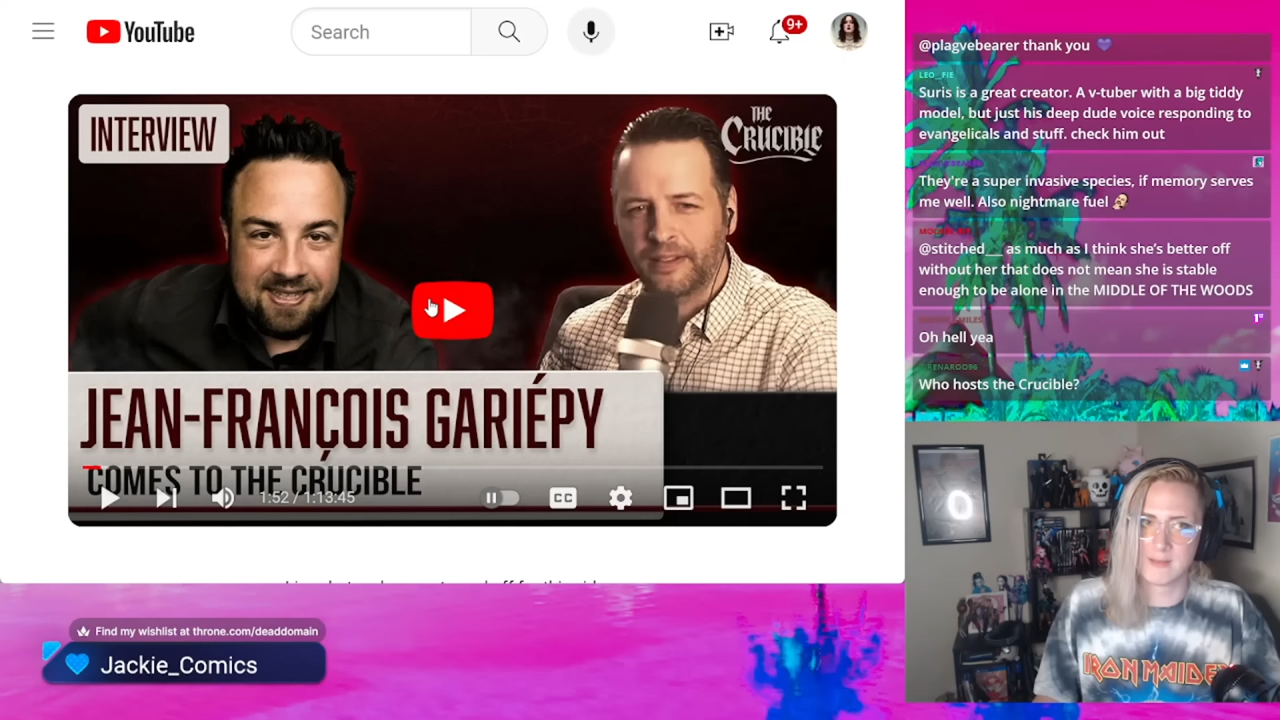 YouTube
Search
9+
INTERVIEW
THE
CRUCIBLE
JEAN-FRANÇOIS GARIÉPY
COMES TO THE CRUCIBLE
1:52 / 1:13:45
CC
Find my wishlist at throne.com/deaddomain
Jackie_Comics
@plagvebearer thank you
LEO_FIE
Suris is a great creator. A v-tuber with a big tiddy
model, but just his deep dude voice responding to
evangelicals and stuff. check him out
They're a super invasive species, if memory serves
me well. Also nightmare fuel
@stitched__ as much as I think she's better off
without her that does not mean she is stable
enough to be alone in the MIDDLE OF THE WOODS
Oh hell yea
Who hosts the Crucible?
IRON MAIDEN